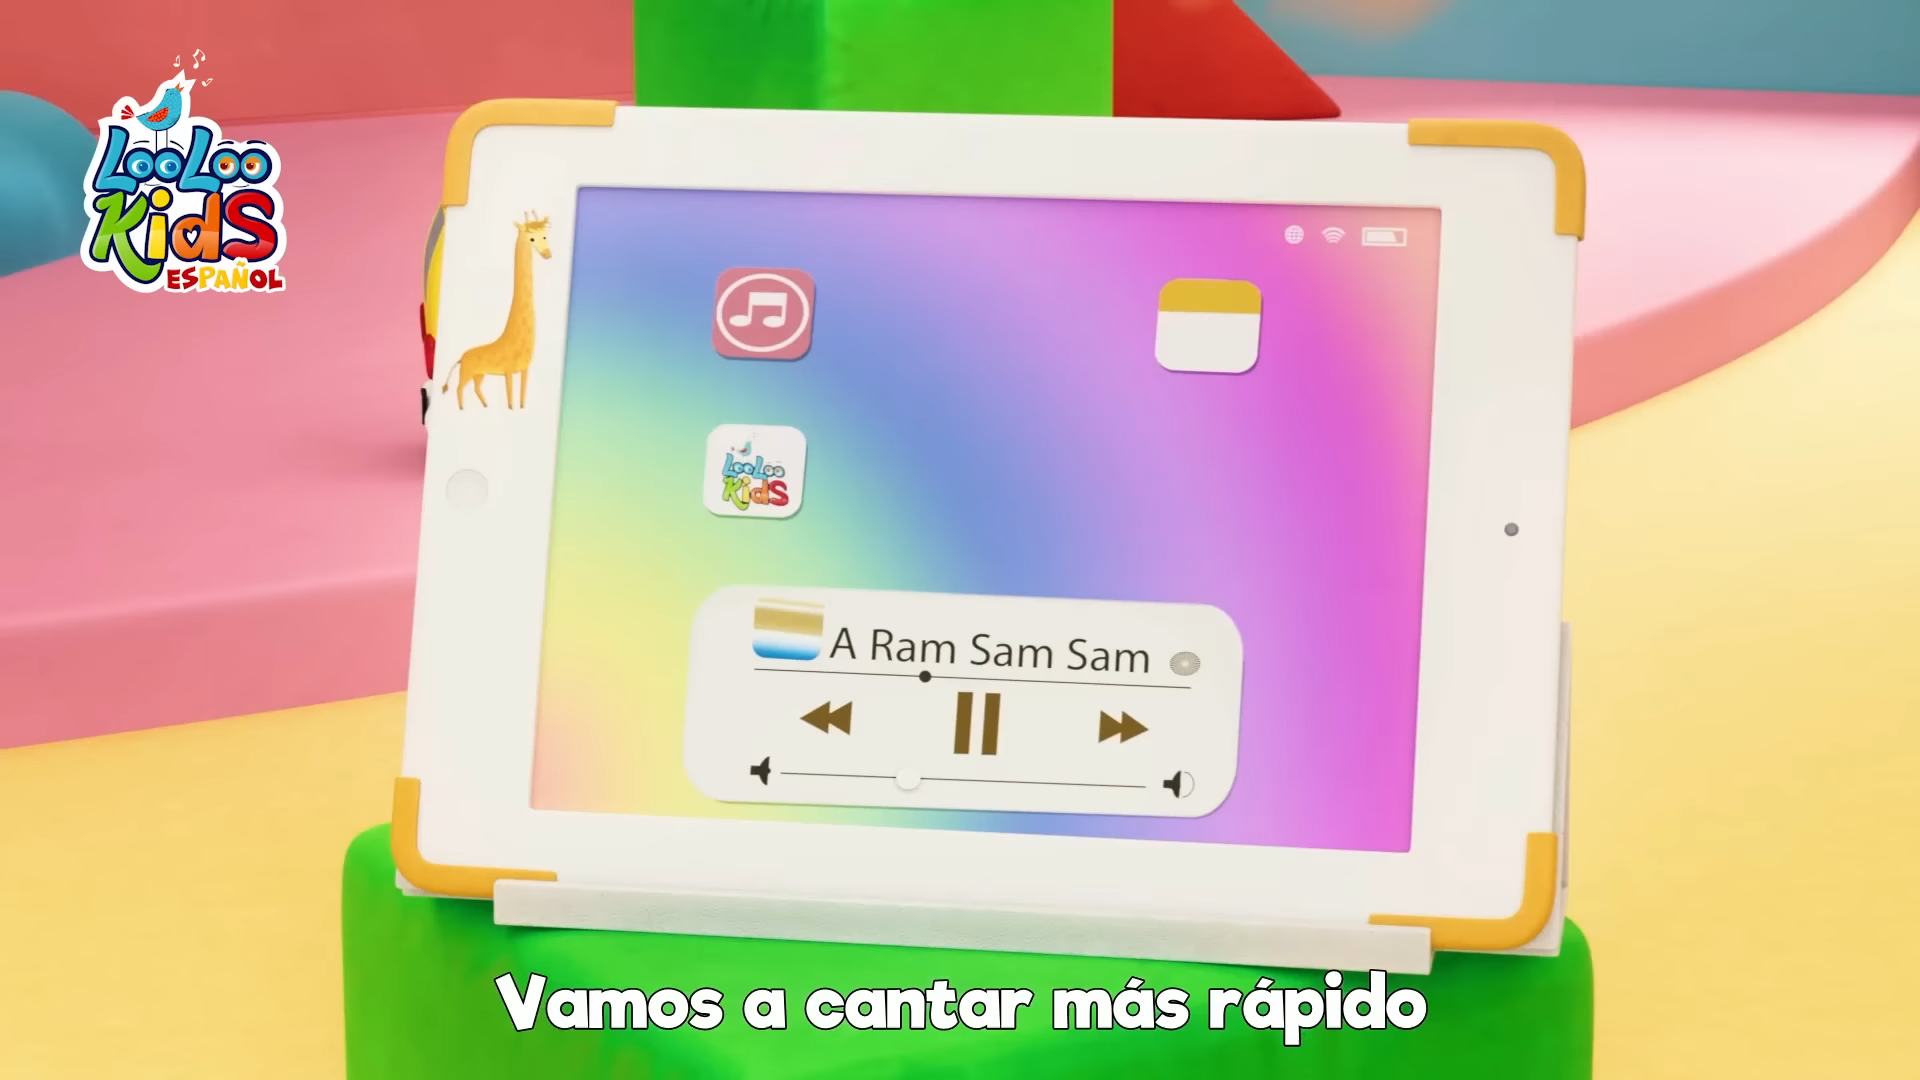 LooLoo
Kids
ESPAÑOL
LooLoo
Kids
A Ram Sam Sam
Vamos a cantar más rápido